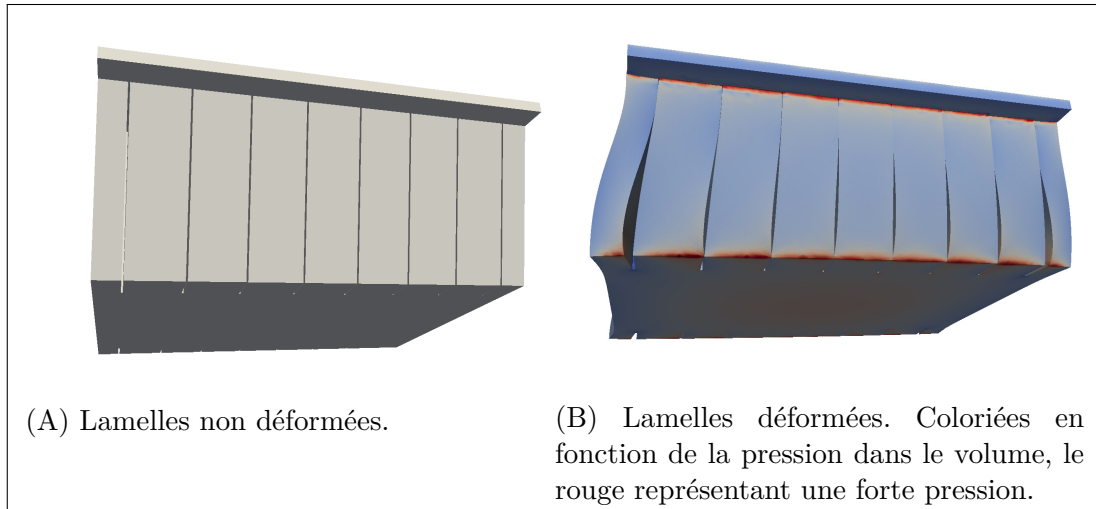 (A) Lamelles non déformées.
(B) Lamelles déformées. Coloriées en
fonction de la pression dans le volume, le
rouge représentant une forte pression.